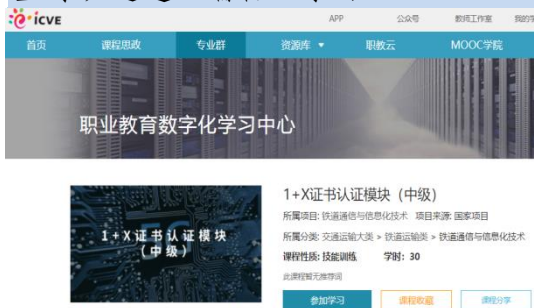 icve
APP 公众号 教师工作室
首页 课程思政 专业群 资源库 职教云 MOOC学院
职业教育数字化学习中心
1+X证书认证模块(中级)
1+X证书认证模块
(中级)
所属项目: 铁道通信与信息化技术 项目来源: 国家项目
所属分类: 交通运输大类 > 铁道运输类 > 铁道通信与信息化技术
课程性质: 技能训练 学时: 30
此课程暂无推荐词
参加学习 课程收藏 课程分享